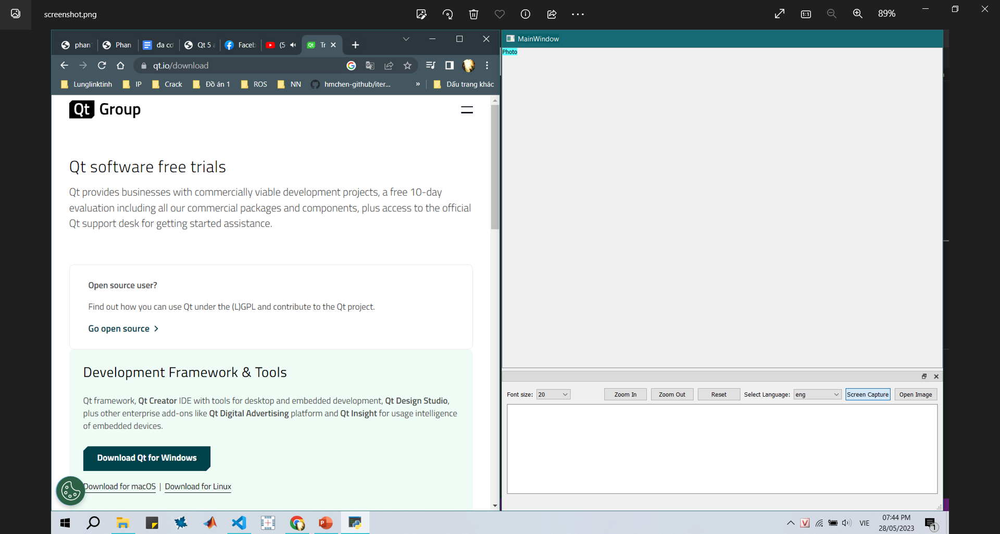 screenshot.png
89%
phan
Phan
đa cơ
Qt 5
Faceb
(5
Tr
qt.io/download
Lunglinktinh
IP
Crack
Đồ án 1
ROS
NN
hmchen-github/iter...
»
Dấu trang khác
Qt Group
Qt software free trials
Qt provides businesses with commercially viable development projects, a free 10-day
evaluation including all our commercial packages and components, plus access to the official
Qt support desk for getting started assistance.
Open source user?
Find out how you can use Qt under the (L)GPL and contribute to the Qt project.
Go open source >
Development Framework & Tools
Qt framework, Qt Creator IDE with tools for desktop and embedded development, Qt Design Studio,
plus other enterprise add-ons like Qt Digital Advertising platform and Qt Insight for usage intelligence
of embedded devices.
Download Qt for Windows
Download for macOS | Download for Linux
MainWindow
Photo
Font size: 20
Zoom In
Zoom Out
Reset
Select Language: eng
Screen Capture
Open Image
VIE
07:44 PM
28/05/2023
1